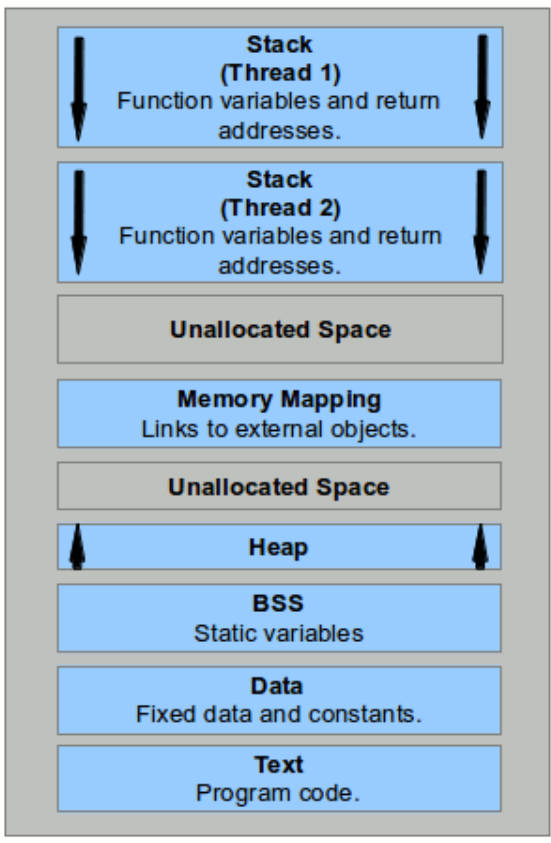 Stack
(Thread 1)
Function variables and return
addresses.
Stack
(Thread 2)
Function variables and return
addresses.
Unallocated Space
Memory Mapping
Links to external objects.
Unallocated Space
Heap
BSS
Static variables
Data
Fixed data and constants.
Text
Program code.